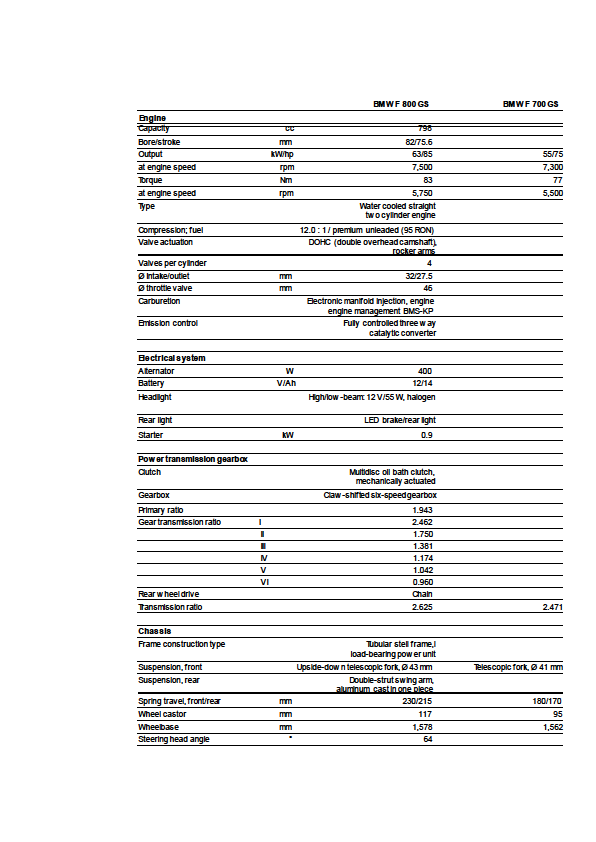 BMW F 800 GS BMW F 700 GS
Engine
Capacity cc 798
Bore/stroke mm 82/75.6
Output kW/hp 63/85 55/75
at engine speed rpm 7,500 7,300
Torque Nm 83 77
at engine speed rpm 5,750 5,500
Type Water cooled straight
two cylinder engine
Compression; fuel 12.0 : 1 / premium unleaded (95 RON)
Valve actuation DOHC (double overhead camshaft),
rocker arms
Valves per cylinder 4
Ø intake/outlet mm 32/27.5
Ø throttle valve mm 46
Carburetion Electronic manifold injection, engine
engine management BMS-KP
Emission control Fully controlled three way
catalytic converter
Electrical system
Alternator W 400
Battery V/Ah 12/14
Headlight High/low-beam: 12 V/55 W, halogen
Rear light LED brake/rear light
Starter kW 0.9
Power transmission gearbox
Clutch Multidisc oil bath clutch,
mechanically actuated
Gearbox Claw-shifted six-speed gearbox
Primary ratio 1.943
Gear transmission ratio I 2.462
II 1.750
III 1.381
IV 1.174
V 1.042
VI 0.960
Rear wheel drive Chain
Transmission ratio 2.625 2.471
Chassis
Frame construction type Tubular stell frame,l
load-bearing power unit
Suspension, front Upside-down telescopic fork, Ø 43 mm Telescopic fork, Ø 41 mm
Suspension, rear Double-strut swing arm,
aluminum cast in one piece
Spring travel, front/rear mm 230/215 180/170
Wheel castor mm 117 95
Wheelbase mm 1,578 1,562
Steering head angle ° 64